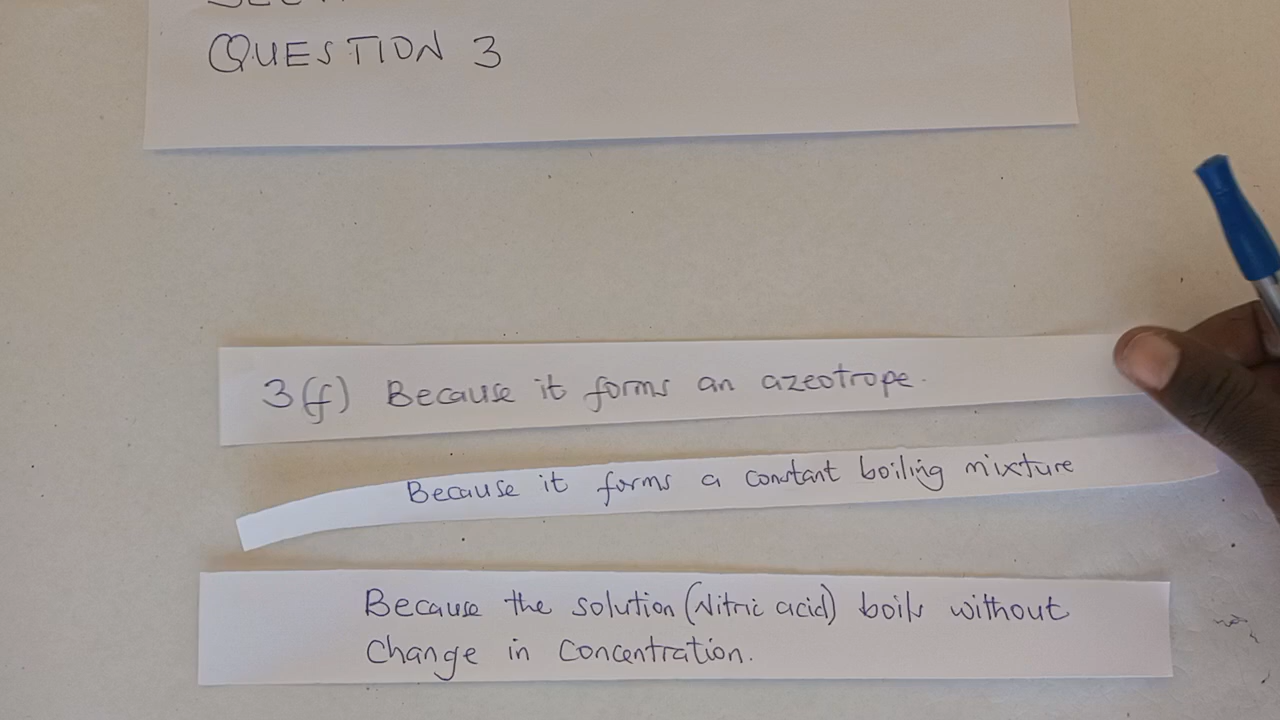 QUESTION 3
3(f) Because it forms an azeotrope.
Because it forms a constant boiling mixture
Because the solution (Nitric acid) boils without
change in concentration.